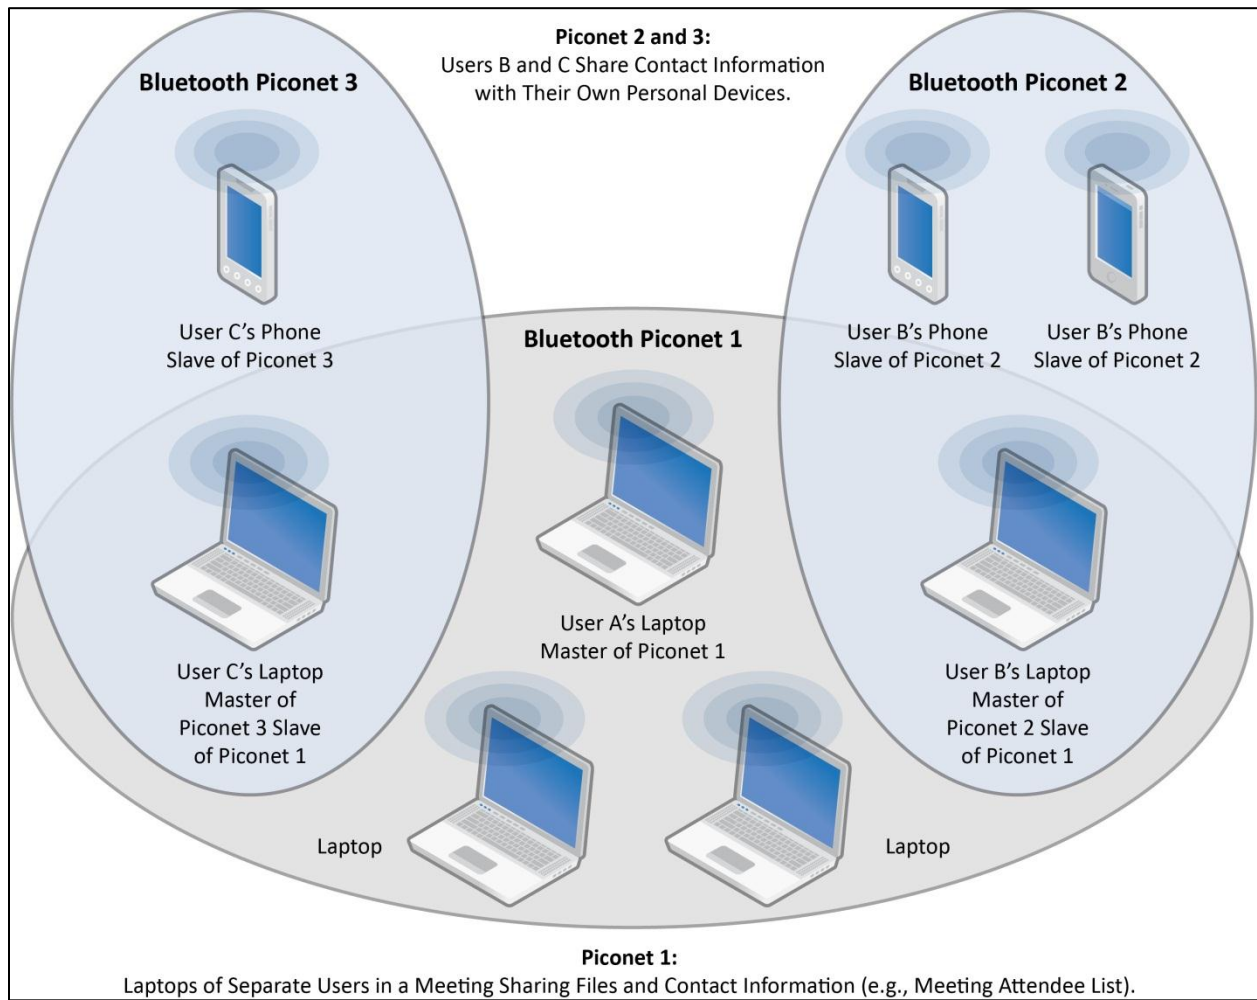 Piconet 2 and 3:
Users B and C Share Contact Information
with Their Own Personal Devices.
Bluetooth Piconet 3
Bluetooth Piconet 2
User C’s Phone
Slave of Piconet 3
User B’s Phone
Slave of Piconet 2
User B’s Phone
Slave of Piconet 2
Bluetooth Piconet 1
User A’s Laptop
Master of Piconet 1
User C’s Laptop
Master of
Piconet 3 Slave
of Piconet 1
User B’s Laptop
Master of
Piconet 2 Slave
of Piconet 1
Laptop
Laptop
Piconet 1:
Laptops of Separate Users in a Meeting Sharing Files and Contact Information (e.g., Meeting Attendee List).